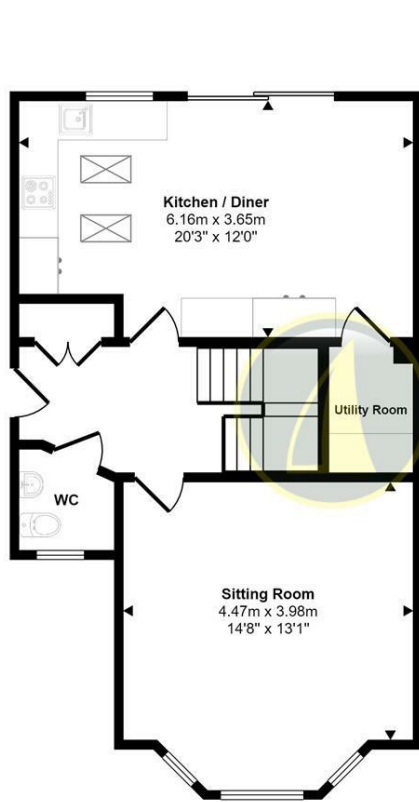 Kitchen / Diner
6.16m x 3.65m
20'3" x 12'0"
Utility Room
WC
Sitting Room
4.47m x 3.98m
14'8" x 13'1"